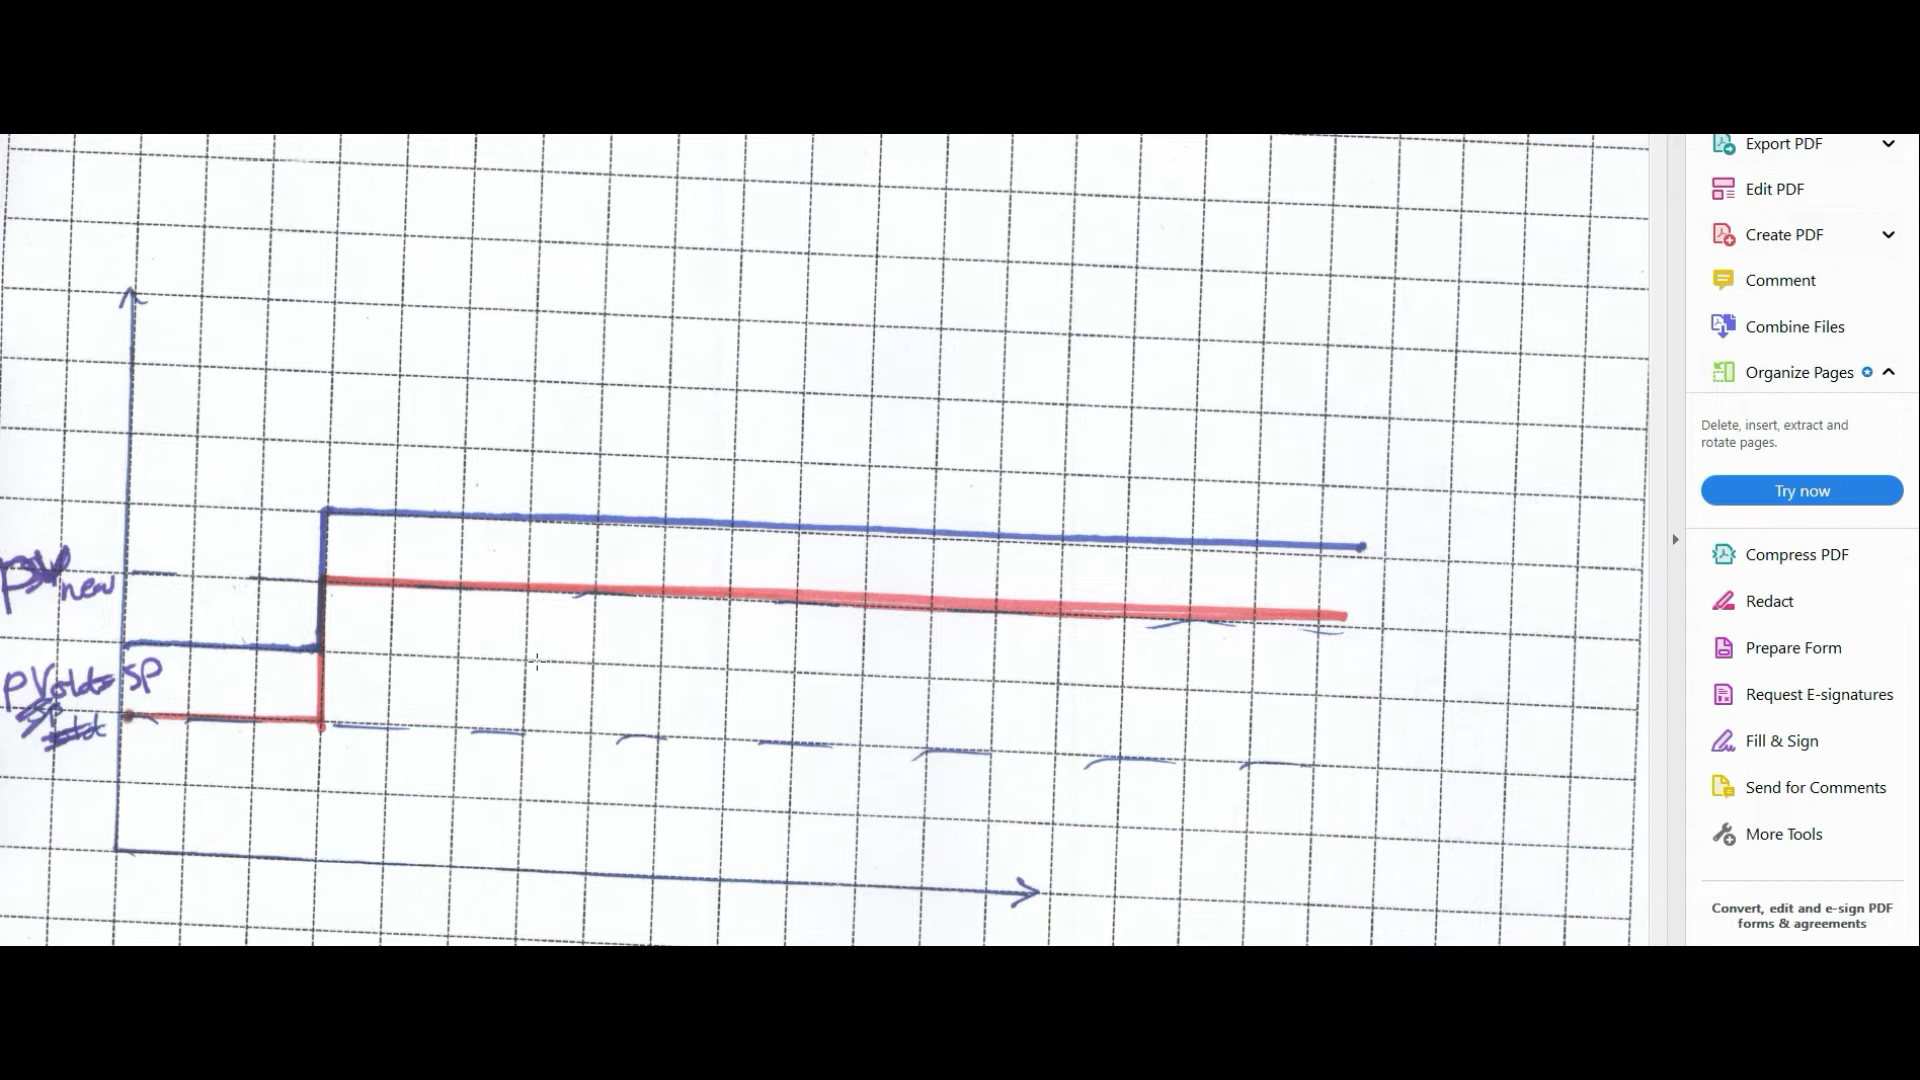 new
PVold= SP
Export PDF
Edit PDF
Create PDF
Comment
Combine Files
Organize Pages
Delete, insert, extract and
rotate pages.
Try now
Compress PDF
Redact
Prepare Form
Request E-signatures
Fill & Sign
Send for Comments
More Tools
Convert, edit and e-sign PDF
forms & agreements